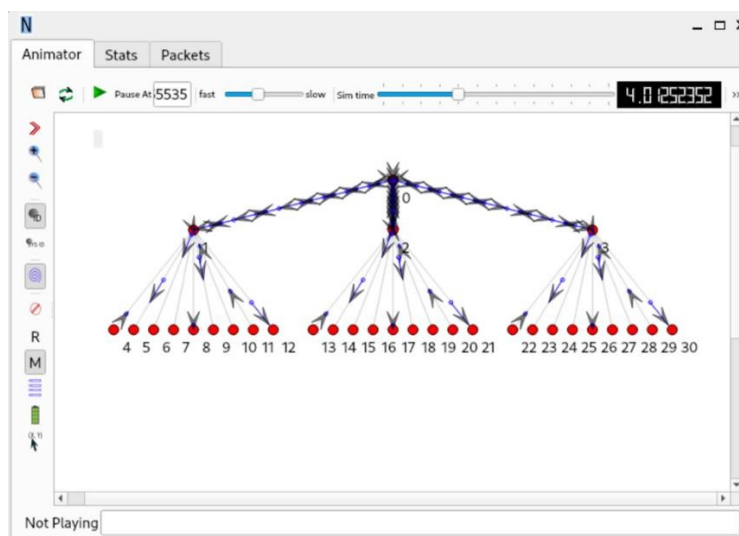 N
Animator Stats Packets
Pause At 5535 fast slow Sim time 4.01252352 »
ID
R
M
0
1 2 3
4 5 6 7 8 9 10 11 12 13 14 15 16 17 18 19 20 21 22 23 24 25 26 27 28 29 30
Not Playing